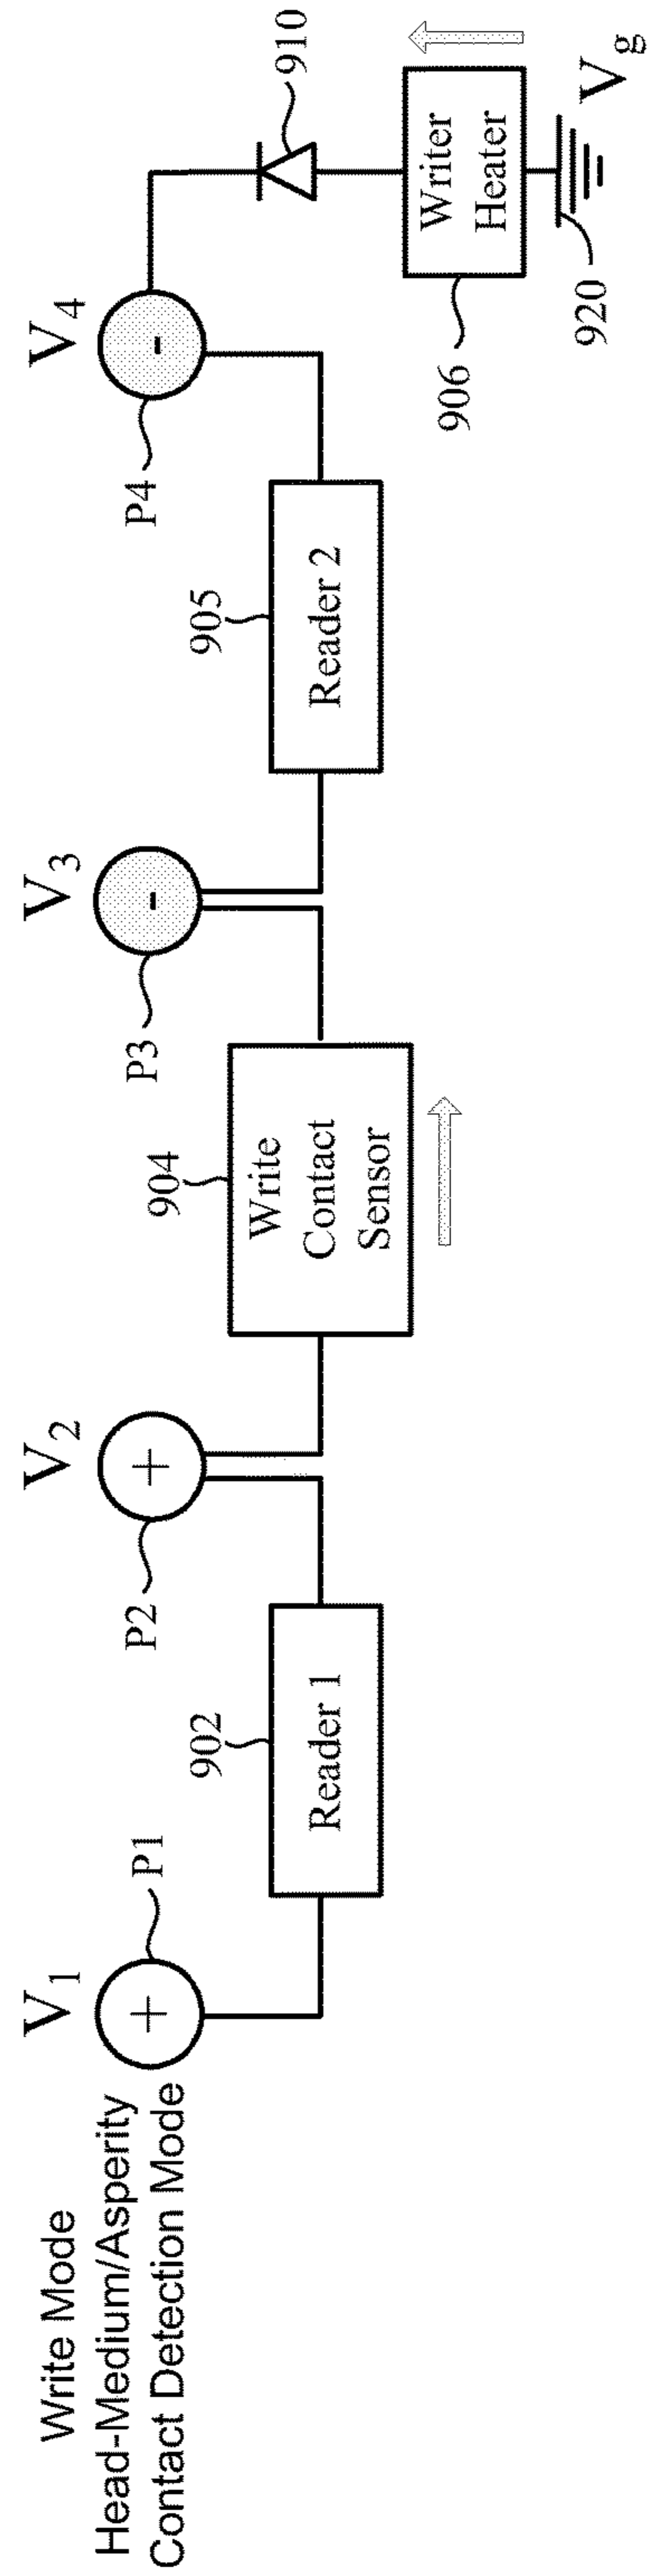 Write Mode
Head-Medium/Asperity
Contact Detection Mode
V1
+
P1
902
Reader 1
V2
+
P2
904
Write
Contact
Sensor
V3
-
P3
905
Reader 2
V4
-
P4
910
906
Writer
Heater
920
Vg